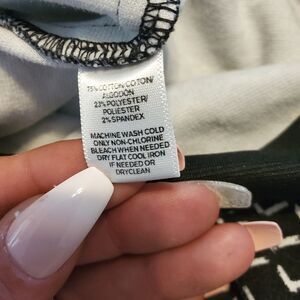 75% COTTON/COTON/
ALGODON
23% POLYESTER/
POLIÉSTER
2% SPANDEX
MACHINE WASH COLD
ONLY NON-CHLORINE
BLEACH WHEN NEEDED
DRY FLAT COOL IRON
IF NEEDED OR
DRYCLEAN